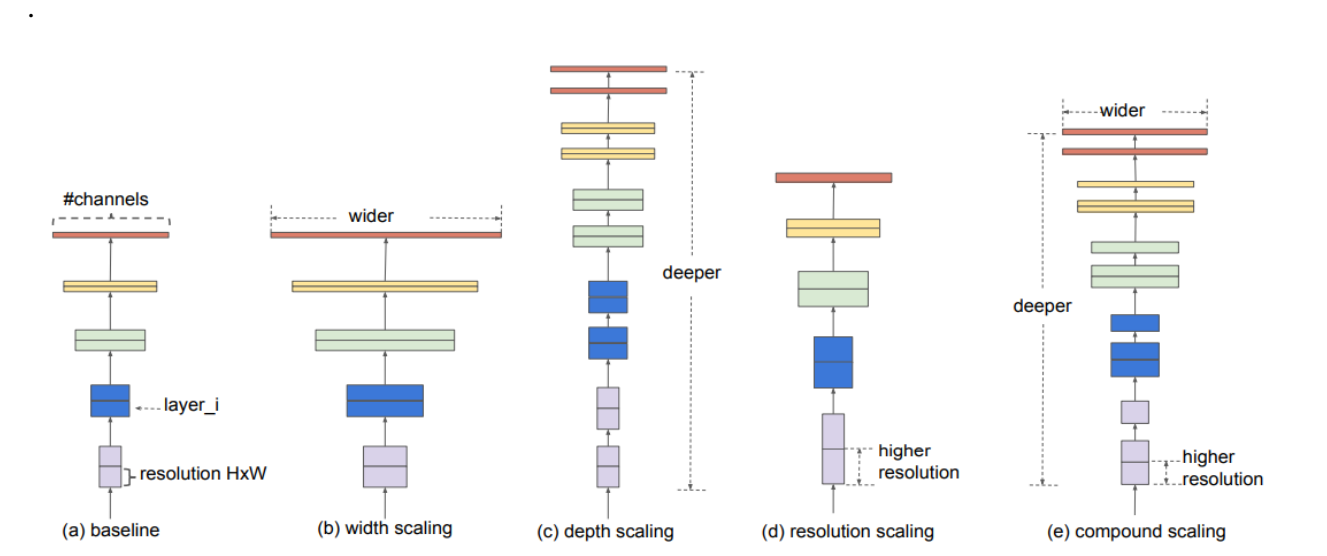 .
#channels
wider
deeper
wider
deeper
layer_i
resolution HxW
higher
resolution
higher
resolution
(a) baseline
(b) width scaling
(c) depth scaling
(d) resolution scaling
(e) compound scaling